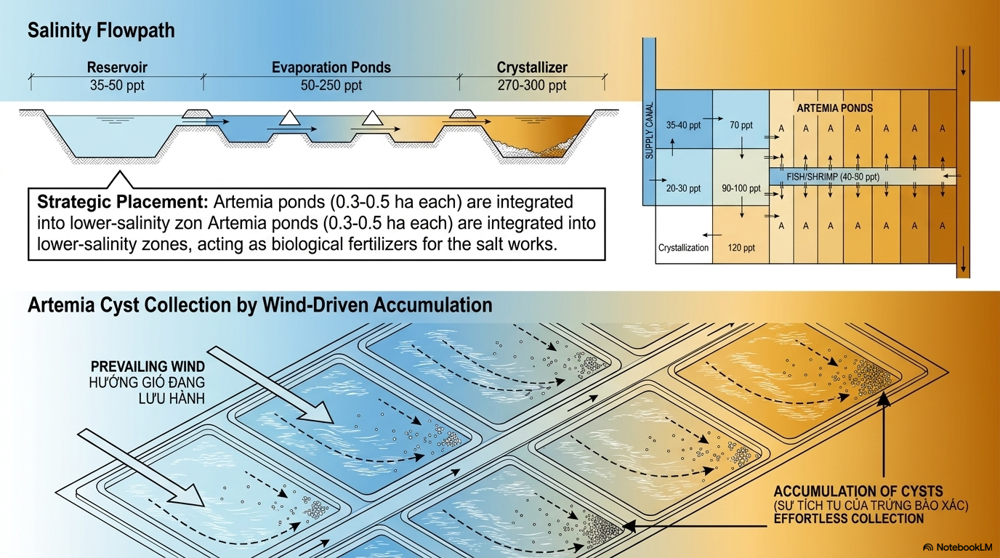 Salinity Flowpath
Reservoir
35-50 ppt
Evaporation Ponds
50-250 ppt
Crystallizer
270-300 ppt
Strategic Placement: Artemia ponds (0.3-0.5 ha each) are integrated
into lower-salinity zon Artemia ponds (0.3-0.5 ha each) are integrated into
lower-salinity zones, acting as biological fertilizers for the salt works.
SUPPLY CANAL
35-40 ppt
70 ppt
20-30 ppt
90-100 ppt
Crystallization
120 ppt
ARTEMIA PONDS
A A A A A A A
FISH/SHRIMP (40-80 ppt)
A A A A A A A
Artemia Cyst Collection by Wind-Driven Accumulation
PREVAILING WIND
HƯỚNG GIÓ ĐANG
LƯU HÀNH
ACCUMULATION OF CYSTS
(SỰ TÍCH TỤ CỦA TRỨNG BÀO XÁC)
EFFORTLESS COLLECTION
NotebookLM